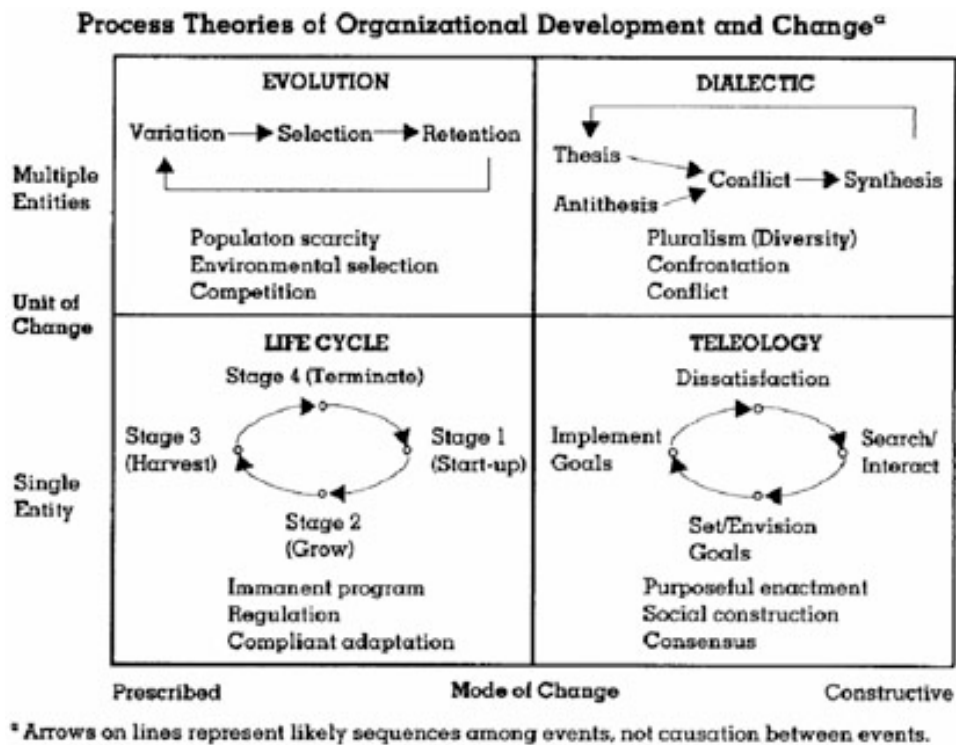 Process Theories of Organizational Development and Changeª
EVOLUTION
Variation
Selection
Retention
Populaton scarcity
Environmental selection
Competition
DIALECTIC
Thesis
Antithesis
Conflict
Synthesis
Pluralism (Diversity)
Confrontation
Conflict
Multiple
Entities
Unit of
Change
Single
Entity
LIFE CYCLE
Stage 4 (Terminate)
Stage 3
(Harvest)
Stage 1
(Start-up)
Stage 2
(Grow)
Immanent program
Regulation
Compliant adaptation
TELEOLOGY
Dissatisfaction
Implement
Goals
Search/
Interact
Set/Envision
Goals
Purposeful enactment
Social construction
Consensus
Prescribed
Mode of Change
Constructive
ª Arrows on lines represent likely sequences among events, not causation between events.